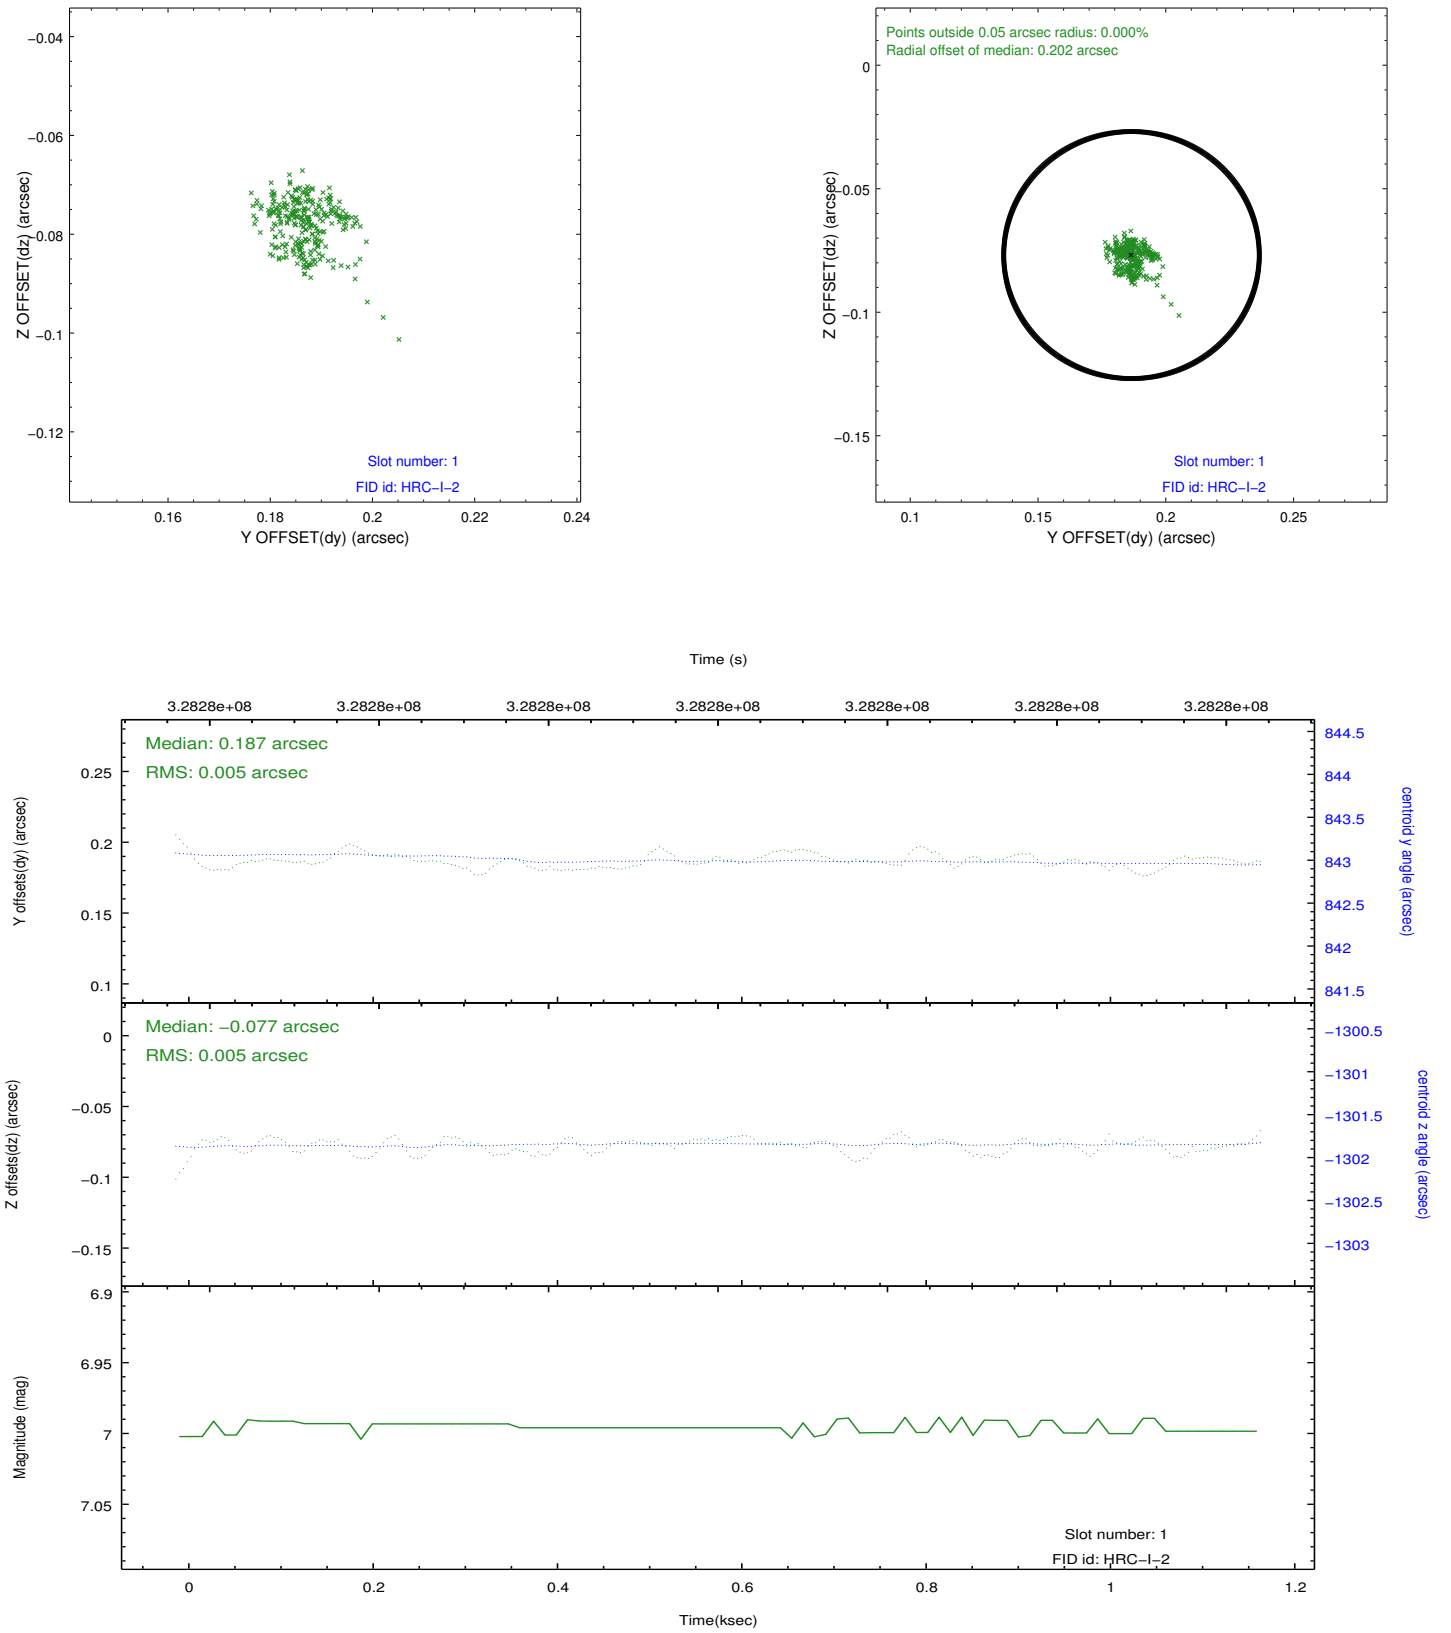 −0.04
−0.06
−0.08
−0.1
−0.12
Z OFFSET(dz) (arcsec)
Slot number: 1
FID id: HRC−I−2
0.16 0.18 0.2 0.22 0.24
Y OFFSET(dy) (arcsec)
Points outside 0.05 arcsec radius: 0.000%
Radial offset of median: 0.202 arcsec
0
−0.05
−0.1
−0.15
Z OFFSET(dz) (arcsec)
Slot number: 1
FID id: HRC−I−2
0.1 0.15 0.2 0.25
Y OFFSET(dy) (arcsec)
Time (s)
3.2828e+08 3.2828e+08 3.2828e+08 3.2828e+08 3.2828e+08 3.2828e+08 3.2828e+08
Median: 0.187 arcsec
RMS: 0.005 arcsec
0.25
0.2
0.15
0.1
Y offsets(dy) (arcsec)
844.5
844
843.5
843
842.5
842
841.5
centroid y angle (arcsec)
Median: −0.077 arcsec
RMS: 0.005 arcsec
0
−0.05
−0.1
−0.15
Z offsets(dz) (arcsec)
−1300.5
−1301
−1301.5
−1302
−1302.5
−1303
centroid z angle (arcsec)
6.9
6.95
7
7.05
Magnitude (mag)
Slot number: 1
FID id: HRC−I−2
0 0.2 0.4 0.6 0.8 1 1.2
Time(ksec)